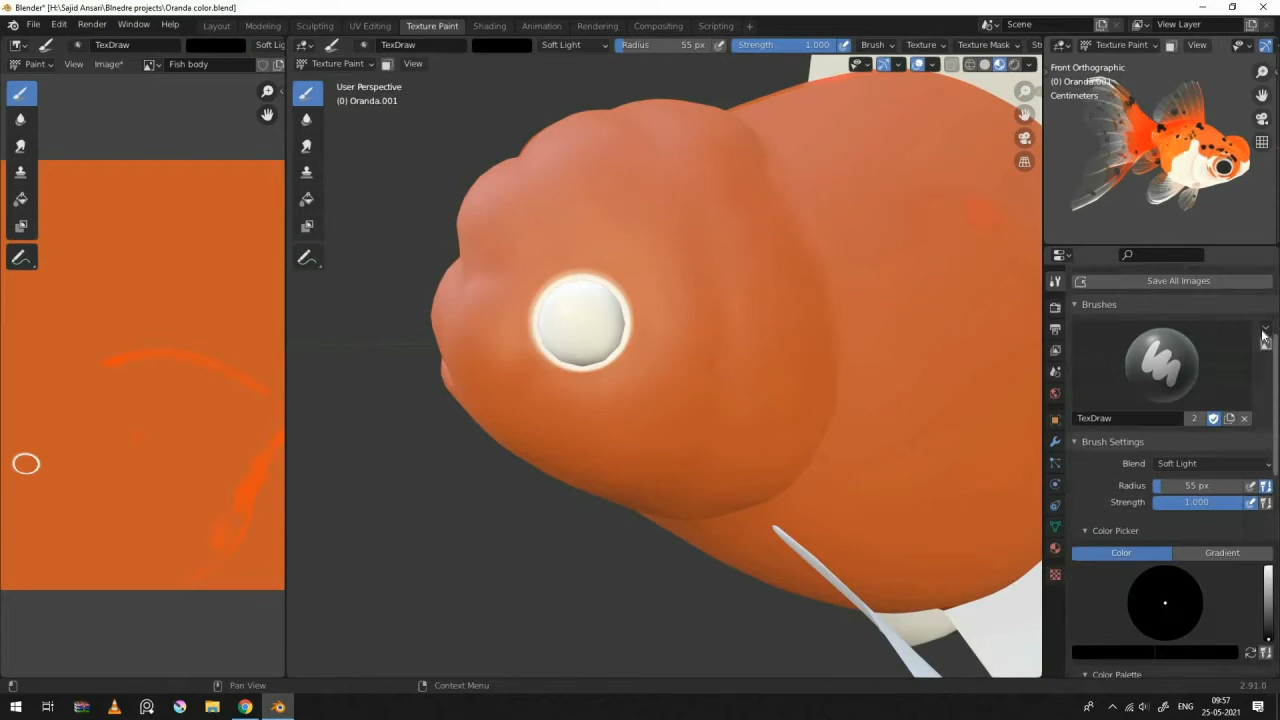 Blender* [H:\Sajid Ansari\Blnedre projects\Oranda color.blend]
File Edit Render Window Help Layout Modeling Sculpting UV Editing Texture Paint Shading Animation Rendering Compositing Scripting + Scene View Layer
TexDraw Soft Li TexDraw Soft Light Radius 55 px Strength 1.000 Brush Texture Texture Mask St Texture Paint View
Paint View Image* Fish body Texture Paint View
User Perspective
(0) Oranda.001
Front Orthographic
(0) Oranda.001
Centimeters
Save All Images
Brushes
TexDraw 2
Brush Settings
Blend Soft Light
Radius 55 px
Strength 1.000
Color Picker
Color Gradient
Color Palette
Pan View Context Menu 2.91.0
ENG 09:57
25-05-2021